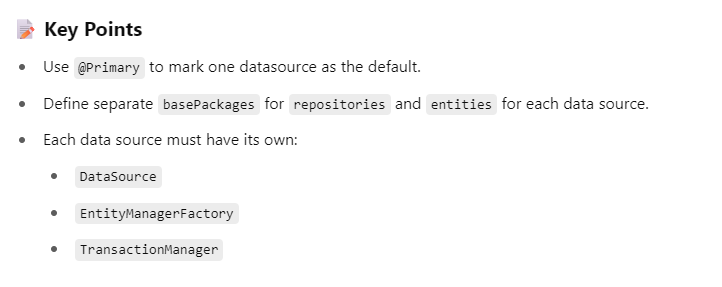 📝 Key Points
• Use @Primary to mark one datasource as the default.
• Define separate basePackages for repositories and entities for each data source.
• Each data source must have its own:
• DataSource
• EntityManagerFactory
• TransactionManager